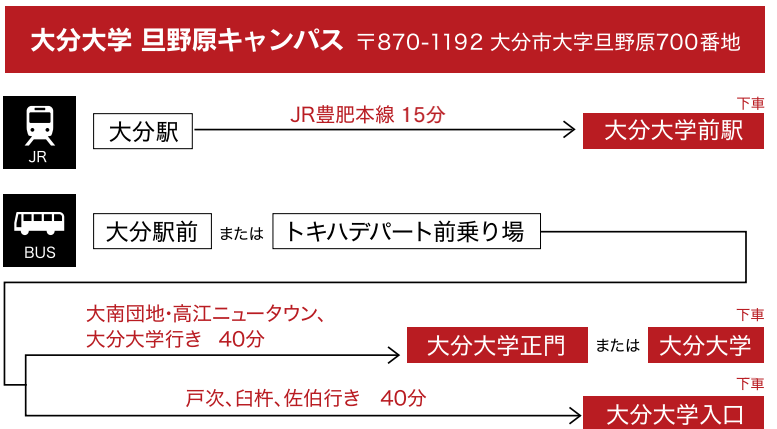 大分大学 旦野原キャンパス 〒870-1192 大分市大字旦野原700番地
下車
JR
大分駅
JR豊肥本線 15分
大分大学前駅
BUS
大分駅前 または トキハデパート前乗り場
大南団地・高江ニュータウン、
大分大学行き 40分
下車
大分大学正門 または 大分大学
戸次、臼杵、佐伯行き 40分
下車
大分大学入口